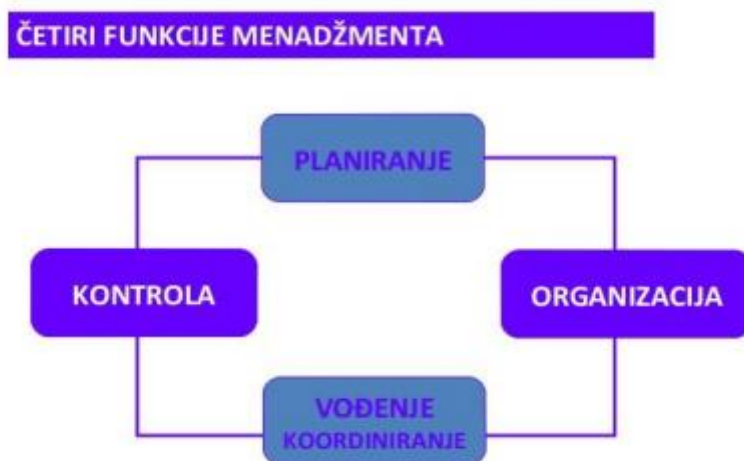 ČETIRI FUNKCIJE MENADŽMENTA
PLANIRANJE
KONTROLA
ORGANIZACIJA
VOĐENJE
KOORDINIRANJE